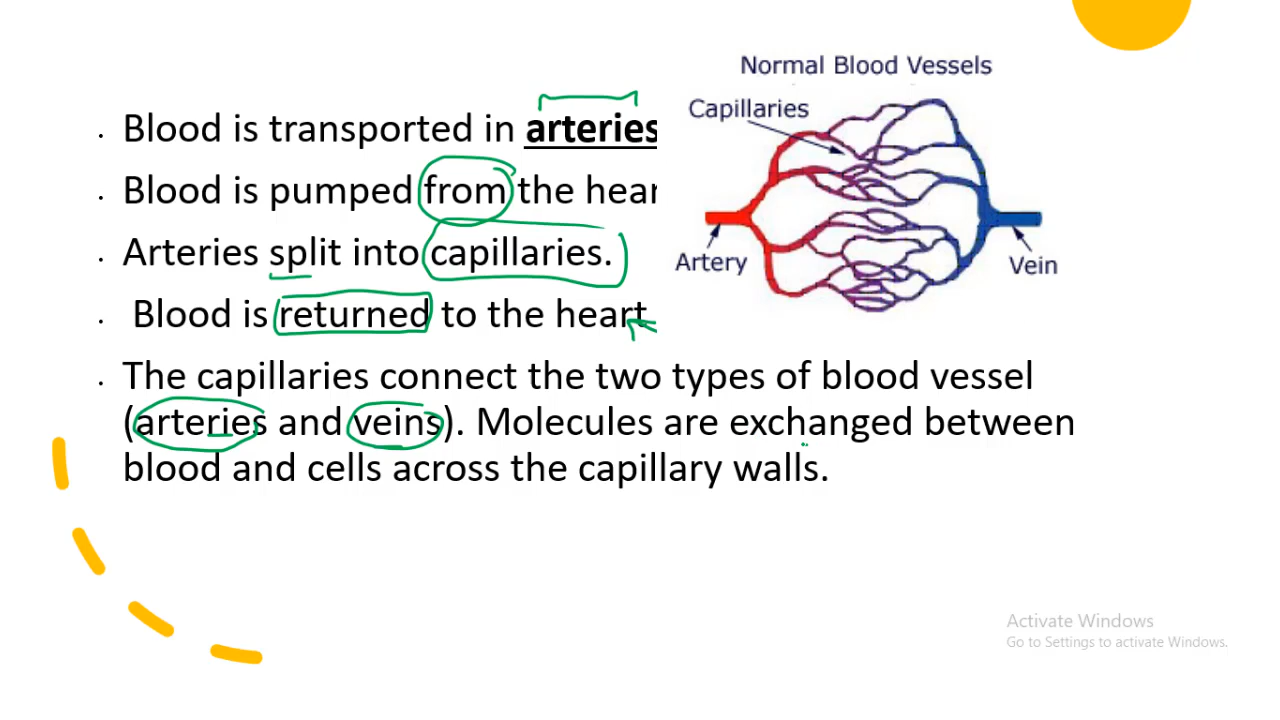 Blood is transported in arteries
Blood is pumped from the hear
Arteries split into capillaries.
Blood is returned to the heart
The capillaries connect the two types of blood vessel
(arteries and veins). Molecules are exchanged between
blood and cells across the capillary walls.
Normal Blood Vessels
Capillaries
Artery
Vein
Activate Windows
Go to Settings to activate Windows.